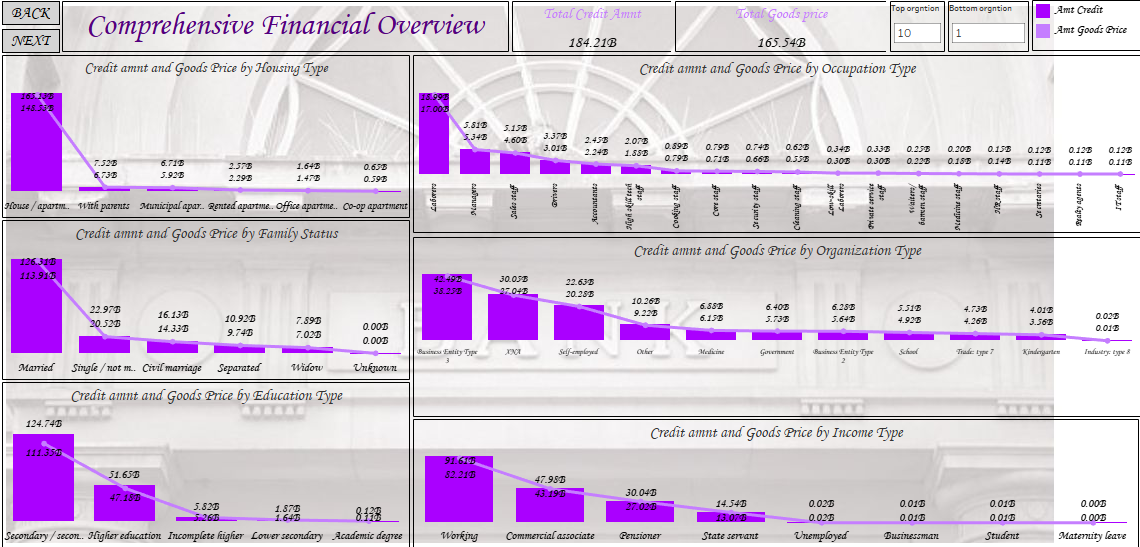 BACK
NEXT
Comprehensive Financial Overview
Total Credit Amnt
184.21B
Total Goods price
165.54B
Top orgntion
10
Bottom orgntion
1
Amt Credit
Amt Goods Price
Credit amnt and Goods Price by Housing Type
165.15B 7.52B 6.71B 2.57B 1.64B 0.65B
148.53B 6.73B 5.92B 2.29B 1.47B 0.59B
House / apartm.. With parents Municipal apar.. Rented apartme.. Office apartme.. Co-op apartment
Credit amnt and Goods Price by Occupation Type
18.99B 5.81B 5.15B 3.37B 2.45B 2.07B 0.89B 0.79B 0.74B 0.62B 0.34B 0.33B 0.25B 0.20B 0.15B 0.12B 0.12B 0.12B
17.00B 5.34B 4.60B 3.01B 2.24B 1.88B 0.79B 0.71B 0.66B 0.55B 0.30B 0.30B 0.22B 0.18B 0.14B 0.11B 0.11B 0.11B
Laborers
Managers
Sales staff
Drivers
Accountants
High skill tech staff
Cooking staff
Core staff
Security staff
Cleaning staff
Low-skill Laborers
Private service staff
Waiters/ barmen staff
Medicine staff
HR staff
Secretaries
Realty agents
IT staff
Credit amnt and Goods Price by Family Status
126.31B 22.97B 16.13B 10.92B 7.89B 0.00B
113.91B 20.52B 14.33B 9.74B 7.02B 0.00B
Married Single / not m.. Civil marriage Separated Widow Unknown
Credit amnt and Goods Price by Organization Type
42.49B 30.05B 22.63B 10.26B 6.88B 6.40B 6.28B 5.51B 4.73B 4.01B 0.02B
38.25B 27.04B 20.28B 9.22B 6.15B 5.73B 5.64B 4.92B 4.26B 3.56B 0.01B
Business Entity Type 3 XNA Self-employed Other Medicine Government Business Entity Type 2 School Trade: type 7 Kindergarten Industry: type 8
BANK
Credit amnt and Goods Price by Education Type
124.74B 51.65B 5.82B 1.87B 0.12B
111.35B 47.18B 5.26B 1.64B 0.11B
Secondary / secon.. Higher education Incomplete higher Lower secondary Academic degree
Credit amnt and Goods Price by Income Type
91.61B 47.98B 30.04B 14.54B 0.02B 0.01B 0.01B 0.00B
82.21B 43.19B 27.02B 13.07B 0.02B 0.01B 0.01B 0.00B
Working Commercial associate Pensioner State servant Unemployed Businessman Student Maternity leave